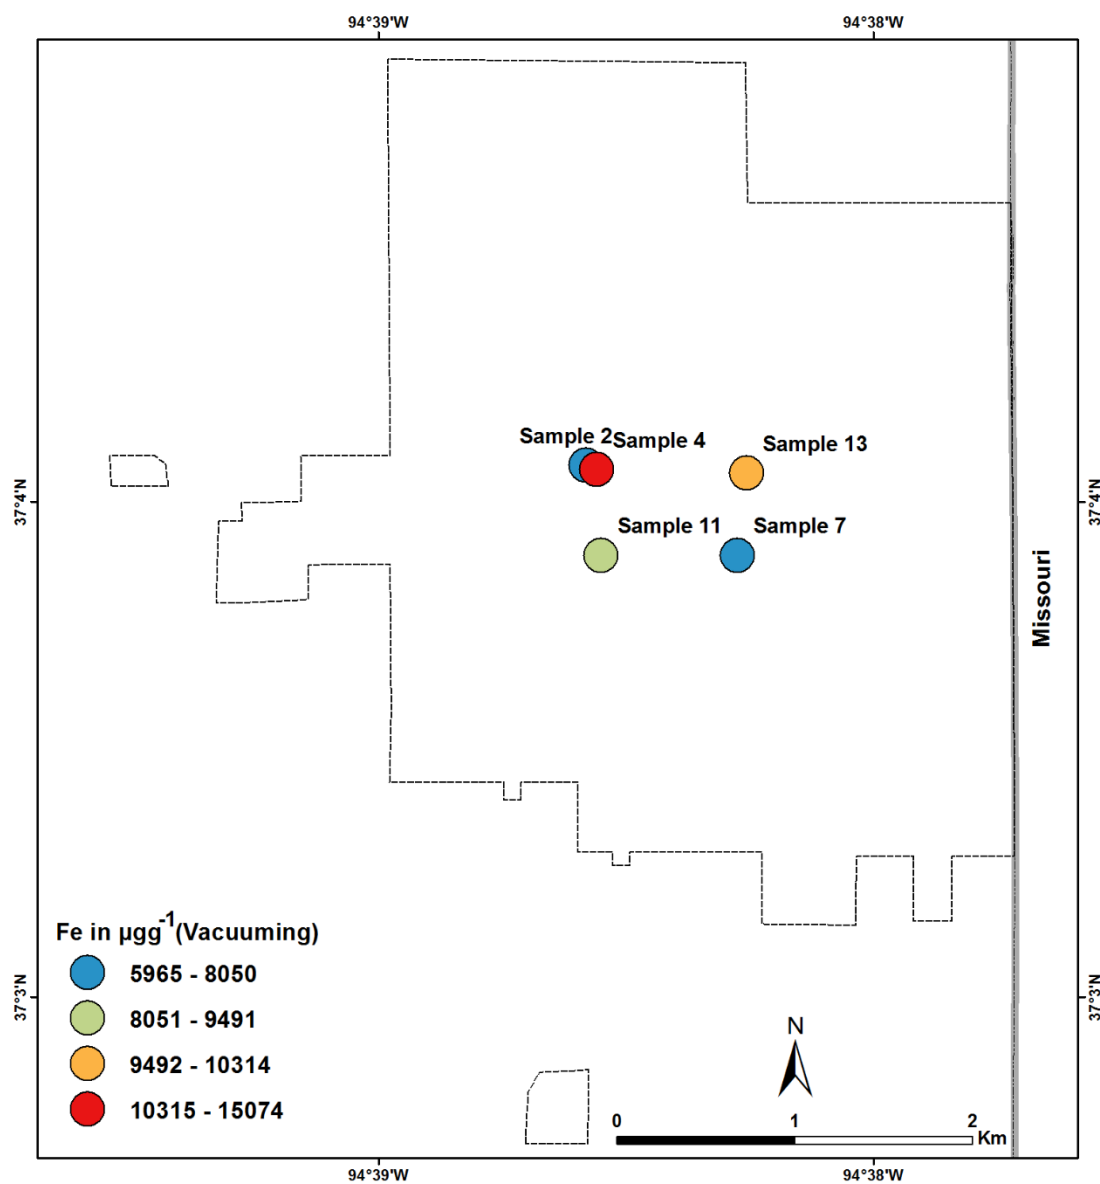 94°39'W
94°38'W
Sample 2
Sample 4
Sample 13
37°4'N
37°4'N
Sample 11
Sample 7
Missouri
Fe in µgg-1(Vacuuming)
5965 - 8050
8051 - 9491
9492 - 10314
10315 - 15074
37°3'N
37°3'N
N
0
1
2
Km
94°39'W
94°38'W